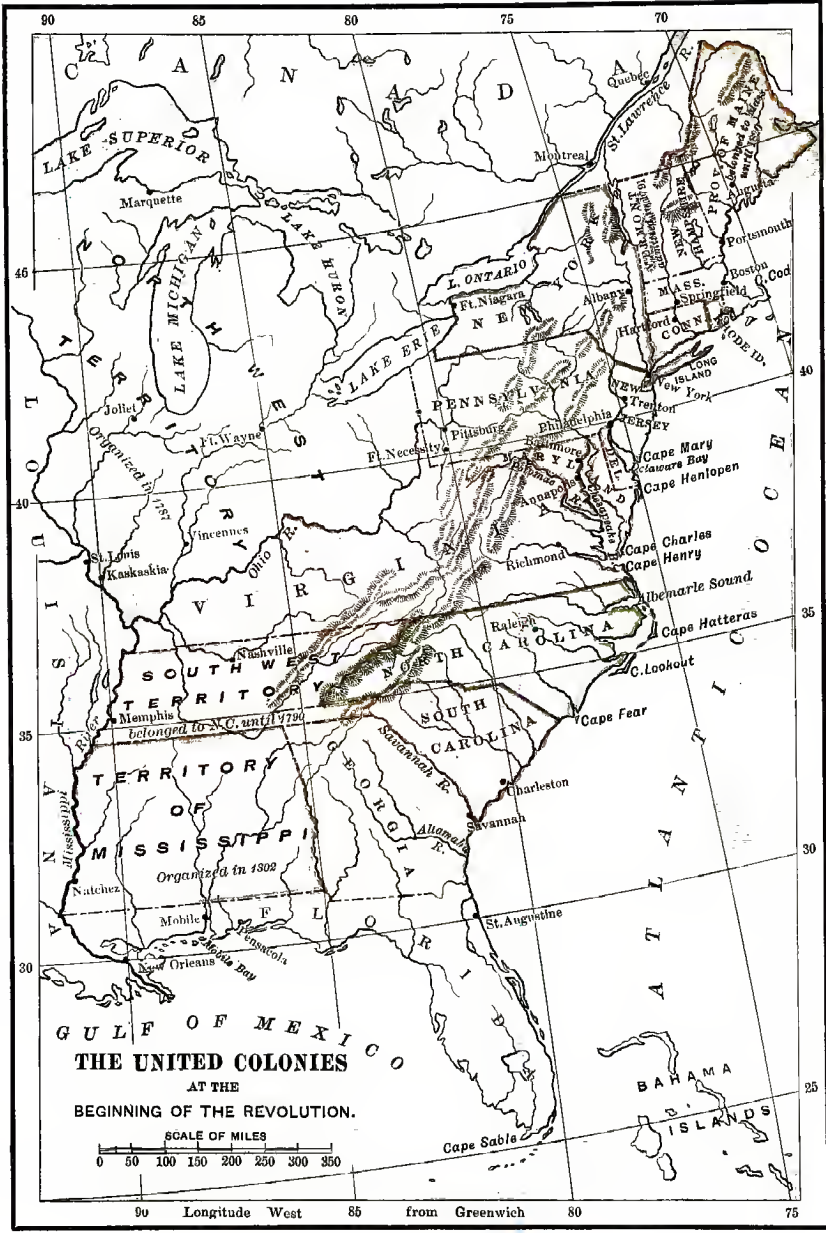 90 85 80 75 70
CANADA
Quebec
St. Lawrence R.
Montreal
PROV. OF MAINE
belonged to Mass.
Augusta
LAKE SUPERIOR
Marquette
LAKE MICHIGAN
LAKE HURON
L. ONTARIO
LAKE ERIE
Ft. Niagara
NEW YORK
Albany
VERMONT
NEW HAMPSHIRE
Portsmouth
Boston
C. Cod
MASS.
Springfield
Hartford
CONN.
RHODE ID.
LONG
ISLAND
New York
45
40
NORTH WEST
TERRITORY
Organized in 1787
Joliet
Ft. Wayne
Vincennes
St. Louis
Kaskaskia
Ohio R.
PENNSYLVANIA
Pittsburg
Ft. Necessity
Philadelphia
NEW
JERSEY
Trenton
MARYLAND
Baltimore
Annapolis
DEL.
Chesapeake
Cape Mary
Delaware Bay
Cape Henlopen
40
VIRGINIA
Richmond
Cape Charles
Cape Henry
Albemarle Sound
Cape Hatteras
35
C. Lookout
Cape Fear
NORTH CAROLINA
Raleigh
SOUTH WEST
TERRITORY
belonged to N.C. until 1790
Nashville
Memphis
35
SOUTH
CAROLINA
Charleston
Savannah R.
Savannah
GEORGIA
Altamaha
R.
TERRITORY
OF
MISSISSIPPI
Organized in 1802
Mississippi River
LOUISIANA
Natchez
Mobile
Mobile Bay
Pensacola
New Orleans
FLORIDA
St. Augustine
ATLANTIC OCEAN
30
30
GULF OF MEXICO
BAHAMA
ISLANDS
25
Cape Sable
THE UNITED COLONIES
AT THE
BEGINNING OF THE REVOLUTION.
SCALE OF MILES
0 50 100 150 200 250 300 350
90 Longitude West 85 from Greenwich 80 75